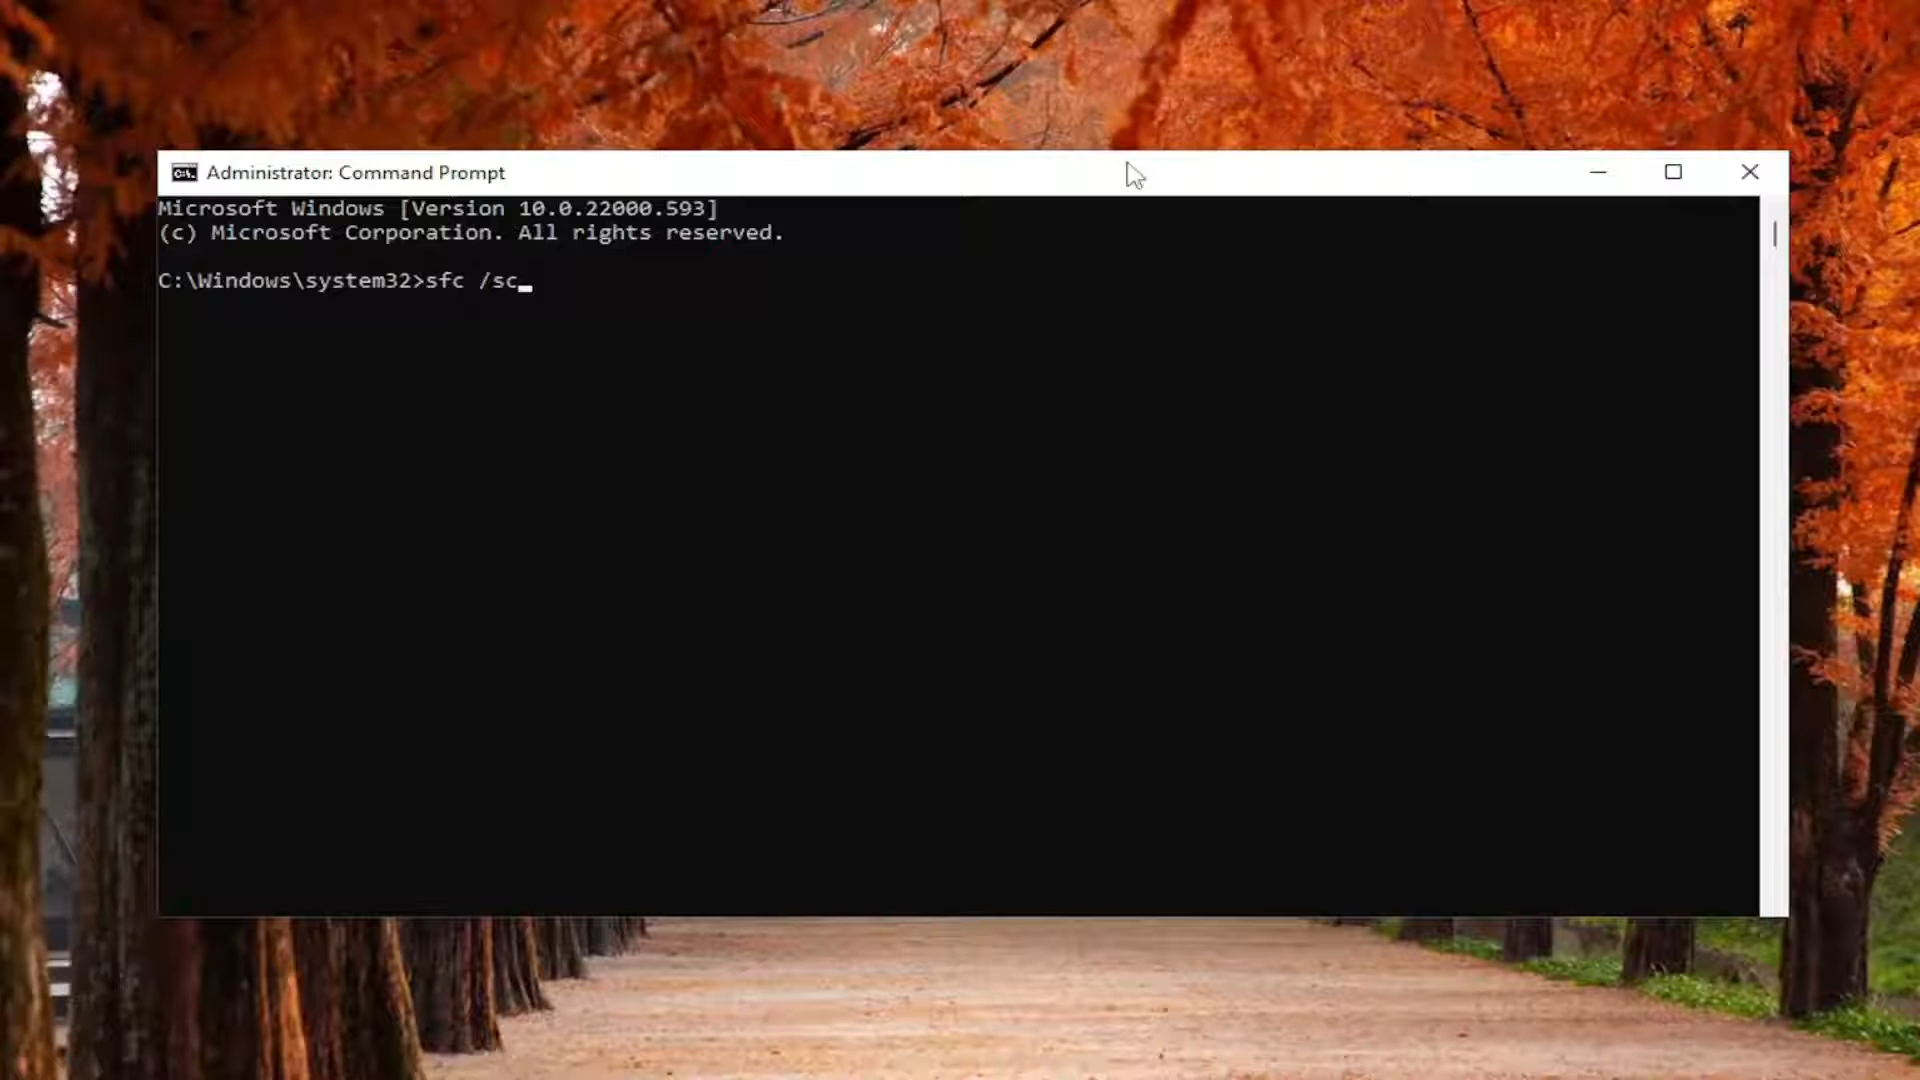 Administrator: Command Prompt
Microsoft Windows [Version 10.0.22000.593]
(c) Microsoft Corporation. All rights reserved.
C:\Windows\system32>sfc /sc